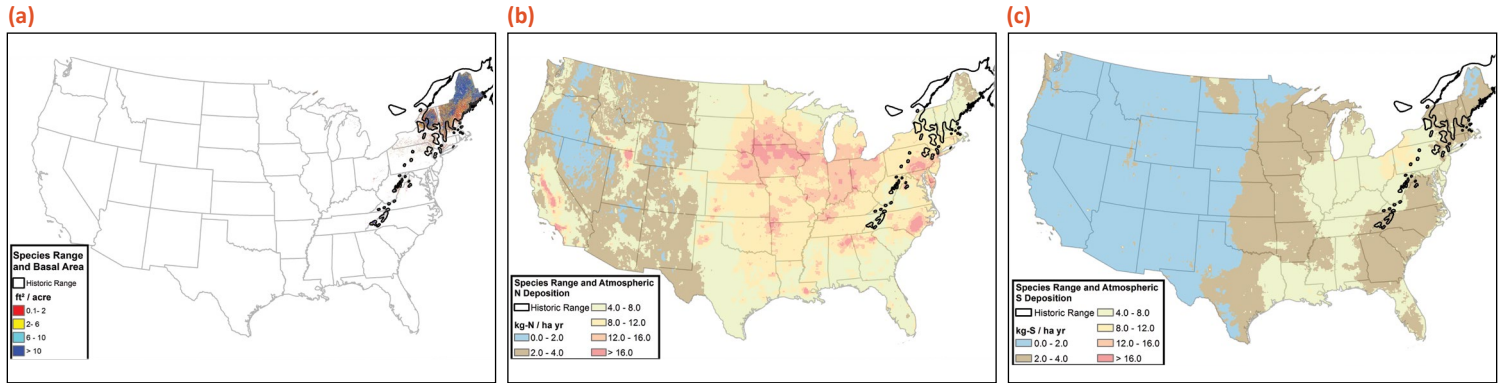 (a)
(b)
(c)
Species Range
and Basal Area
Historic Range
ft² / acre
0.1- 2
2- 6
6 - 10
> 10
Species Range and Atmospheric
N Deposition
Historic Range
kg-N / ha yr
0.0 - 2.0
2.0 - 4.0
4.0 - 8.0
8.0 - 12.0
12.0 - 16.0
> 16.0
Species Range and Atmospheric
S Deposition
Historic Range
kg-S / ha yr
0.0 - 2.0
2.0 - 4.0
4.0 - 8.0
8.0 - 12.0
12.0 - 16.0
> 16.0